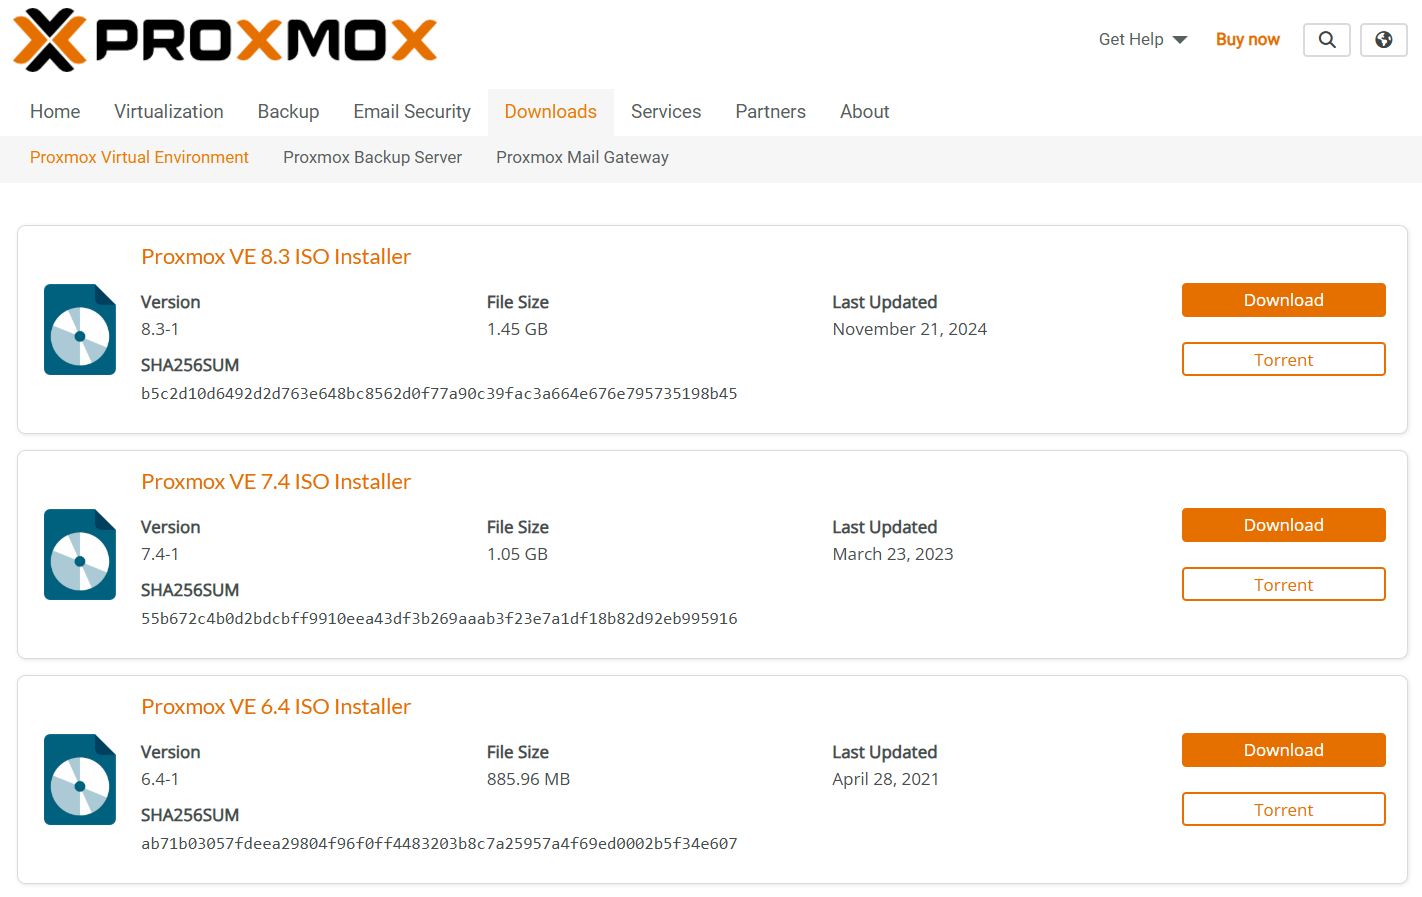 PROXMOX
Get Help Buy now
Home Virtualization Backup Email Security Downloads Services Partners About
Proxmox Virtual Environment Proxmox Backup Server Proxmox Mail Gateway
Proxmox VE 8.3 ISO Installer
Version File Size Last Updated Download
8.3-1 1.45 GB November 21, 2024
SHA256SUM Torrent
b5c2d10d6492d2d763e648bc8562d0f77a90c39fac3a664e676e795735198b45
Proxmox VE 7.4 ISO Installer
Version File Size Last Updated Download
7.4-1 1.05 GB March 23, 2023
SHA256SUM Torrent
55b672c4b0d2bdcbff9910eea43df3b269aaab3f23e7a1df18b82d92eb995916
Proxmox VE 6.4 ISO Installer
Version File Size Last Updated Download
6.4-1 885.96 MB April 28, 2021
SHA256SUM Torrent
ab71b03057fdeea29804f96f0ff4483203b8c7a25957a4f69ed0002b5f34e607